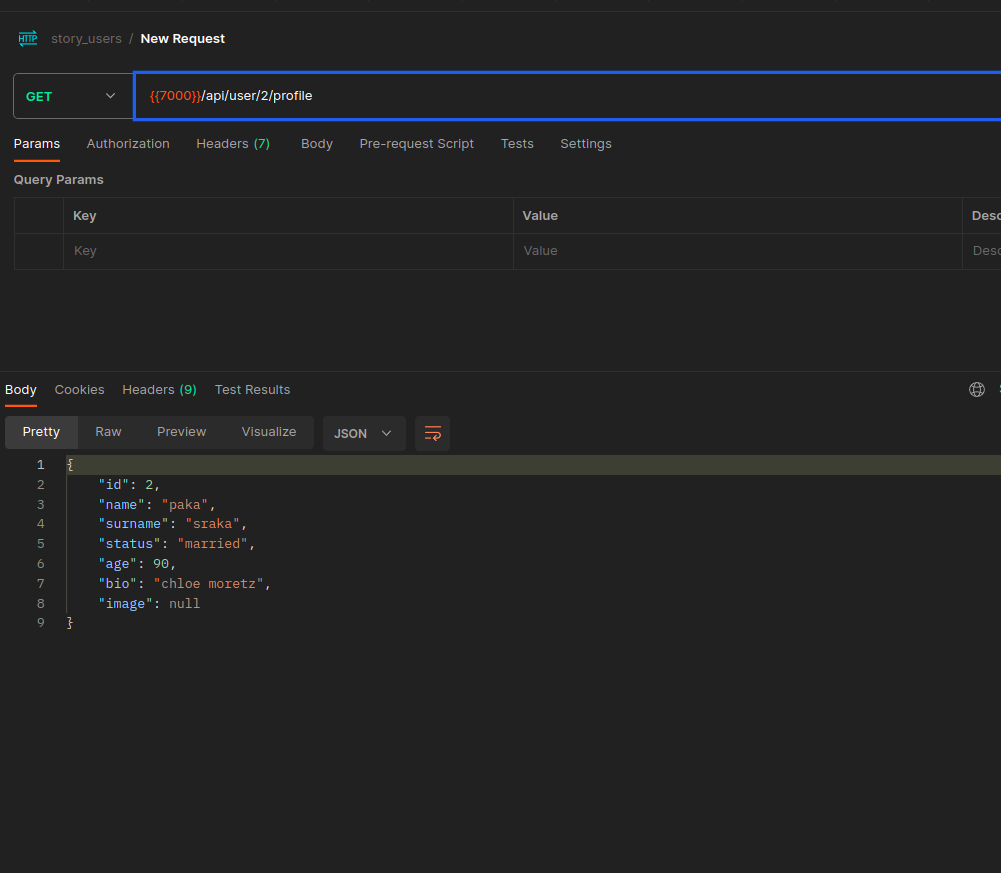 HTTP story_users / New Request
GET {{7000}}/api/user/2/profile
Params Authorization Headers (7) Body Pre-request Script Tests Settings
Query Params
Key Value Desc
Key Value Desc
Body Cookies Headers (9) Test Results
Pretty Raw Preview Visualize JSON
1 {
2 "id": 2,
3 "name": "paka",
4 "surname": "sraka",
5 "status": "married",
6 "age": 90,
7 "bio": "chloe moretz",
8 "image": null
9 }